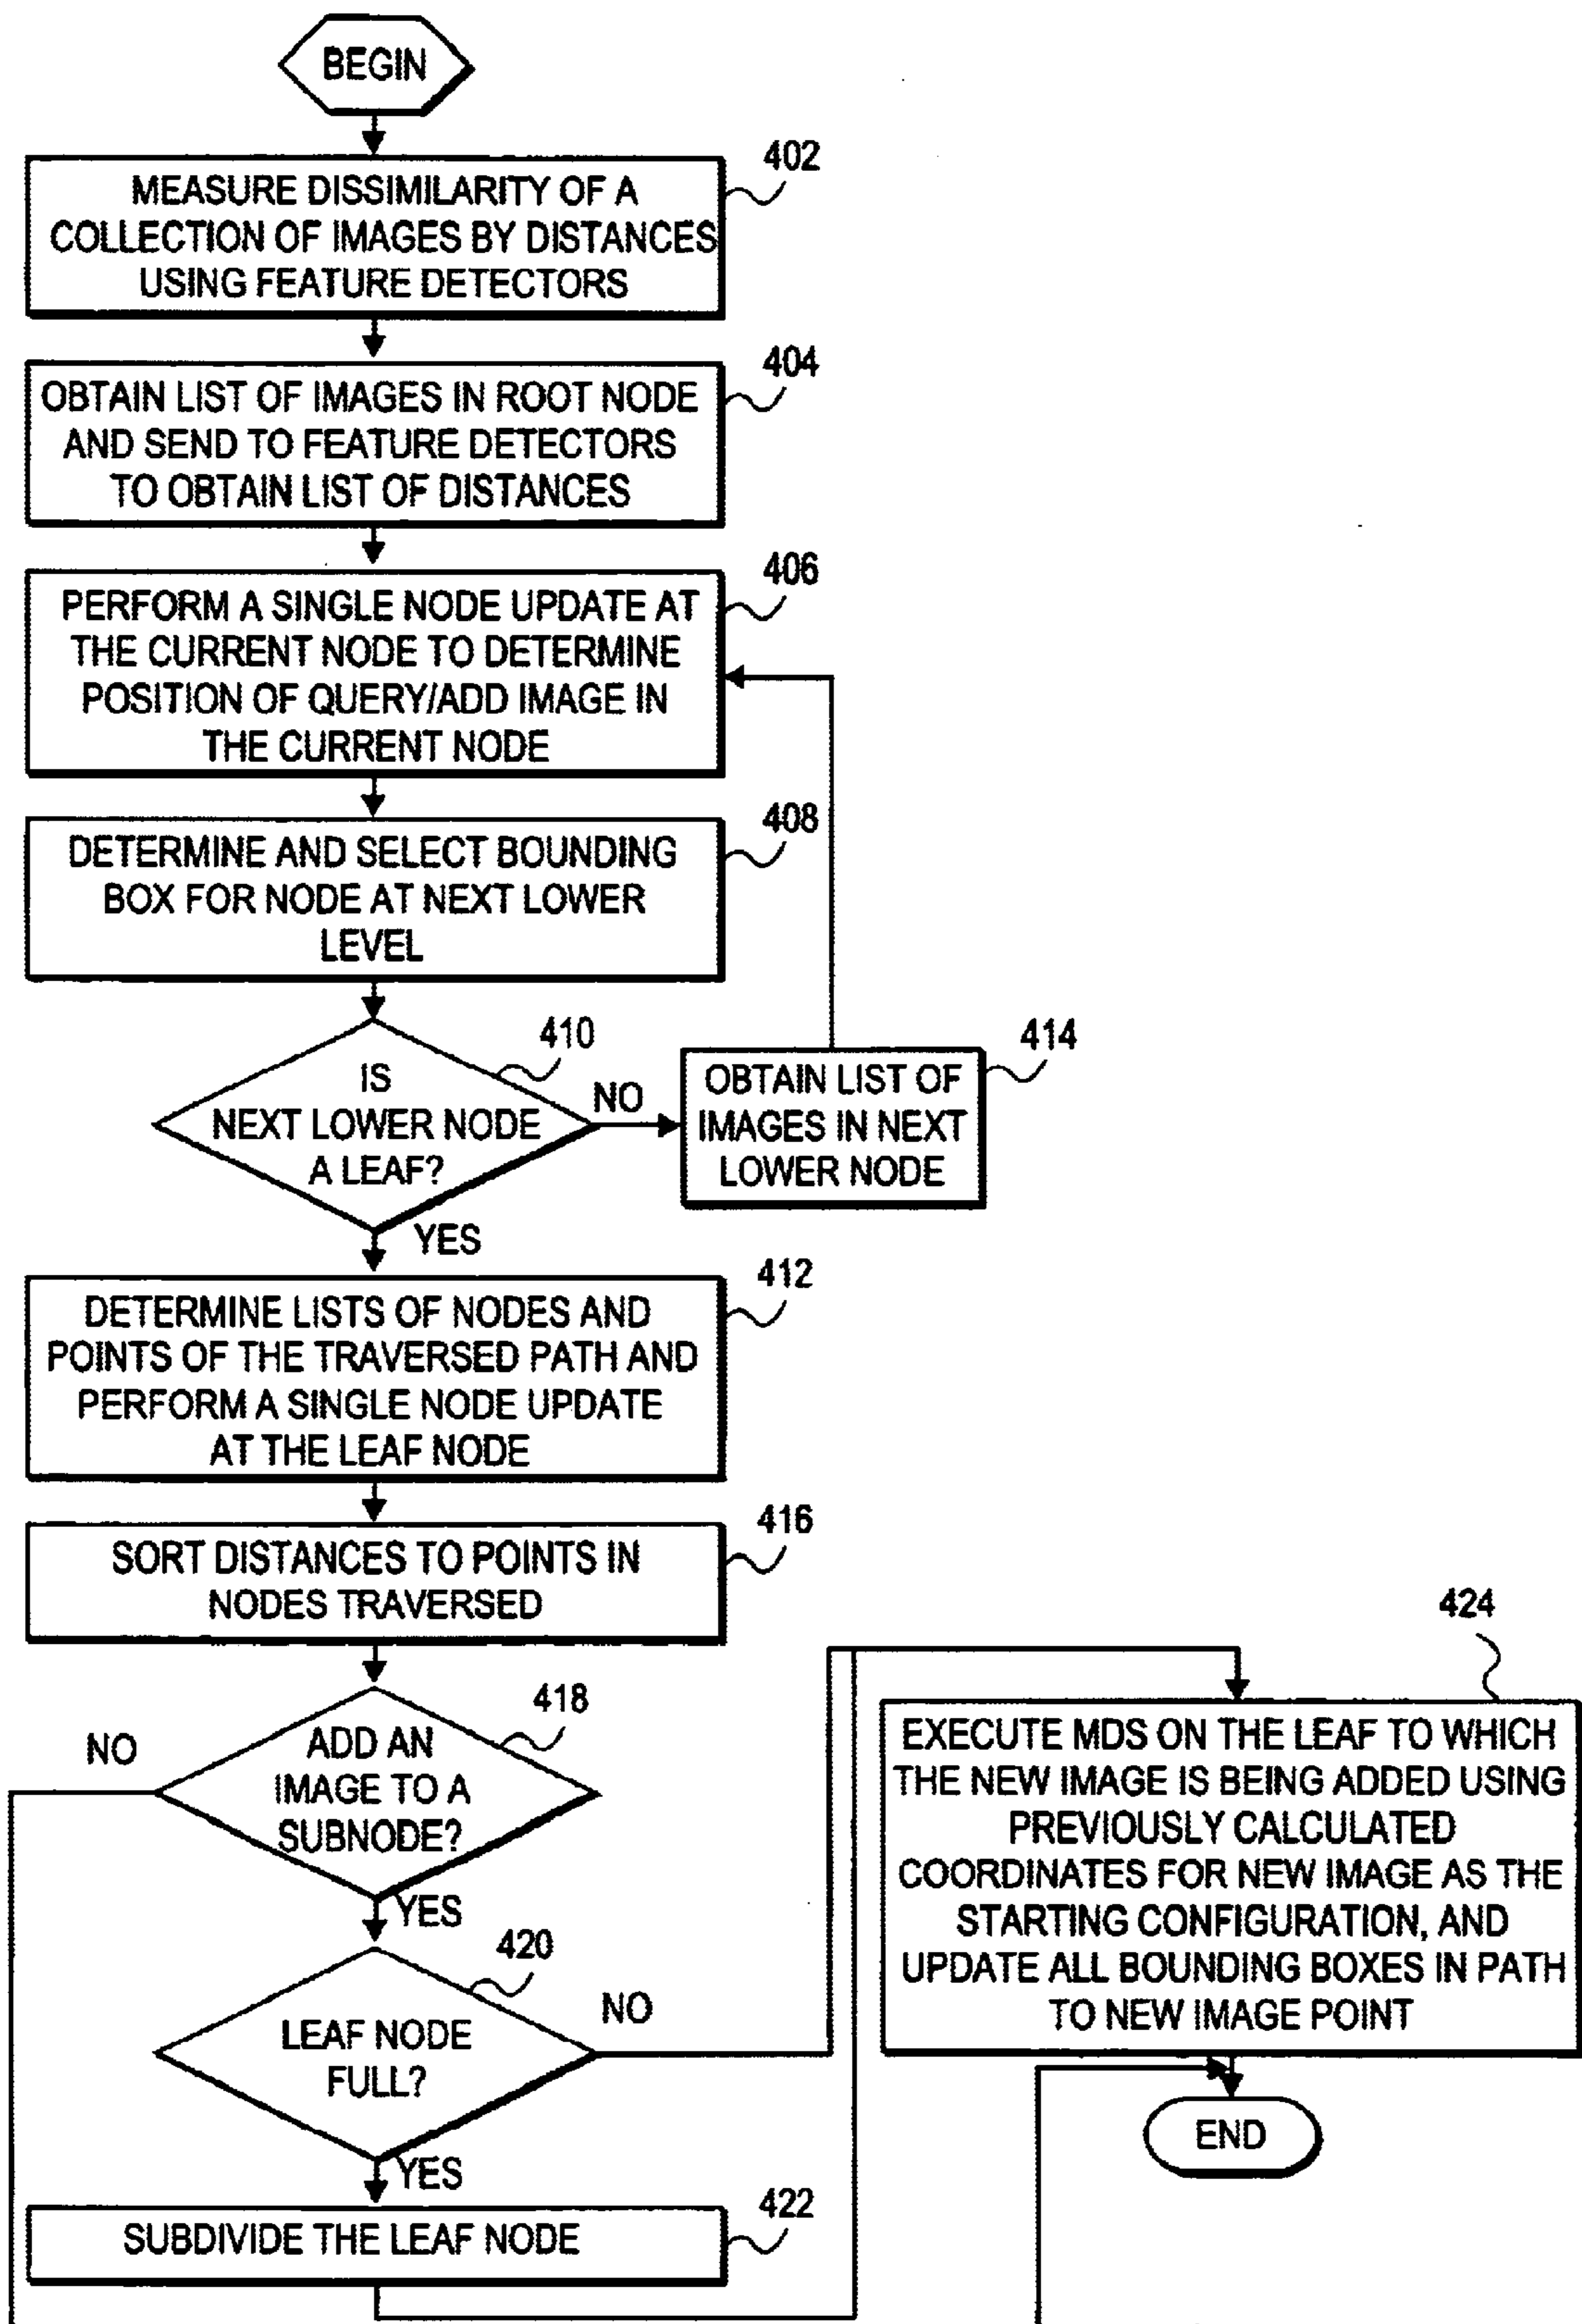 BEGIN
402
MEASURE DISSIMILARITY OF A
COLLECTION OF IMAGES BY DISTANCES
USING FEATURE DETECTORS
404
OBTAIN LIST OF IMAGES IN ROOT NODE
AND SEND TO FEATURE DETECTORS
TO OBTAIN LIST OF DISTANCES
406
PERFORM A SINGLE NODE UPDATE AT
THE CURRENT NODE TO DETERMINE
POSITION OF QUERY/ADD IMAGE IN
THE CURRENT NODE
408
DETERMINE AND SELECT BOUNDING
BOX FOR NODE AT NEXT LOWER
LEVEL
410
IS
NEXT LOWER NODE
A LEAF?
NO
414
OBTAIN LIST OF
IMAGES IN NEXT
LOWER NODE
YES
412
DETERMINE LISTS OF NODES AND
POINTS OF THE TRAVERSED PATH AND
PERFORM A SINGLE NODE UPDATE
AT THE LEAF NODE
416
SORT DISTANCES TO POINTS IN
NODES TRAVERSED
418
NO
ADD AN
IMAGE TO A
SUBNODE?
YES
420
LEAF NODE
FULL?
NO
YES
422
SUBDIVIDE THE LEAF NODE
424
EXECUTE MDS ON THE LEAF TO WHICH
THE NEW IMAGE IS BEING ADDED USING
PREVIOUSLY CALCULATED
COORDINATES FOR NEW IMAGE AS THE
STARTING CONFIGURATION, AND
UPDATE ALL BOUNDING BOXES IN PATH
TO NEW IMAGE POINT
END